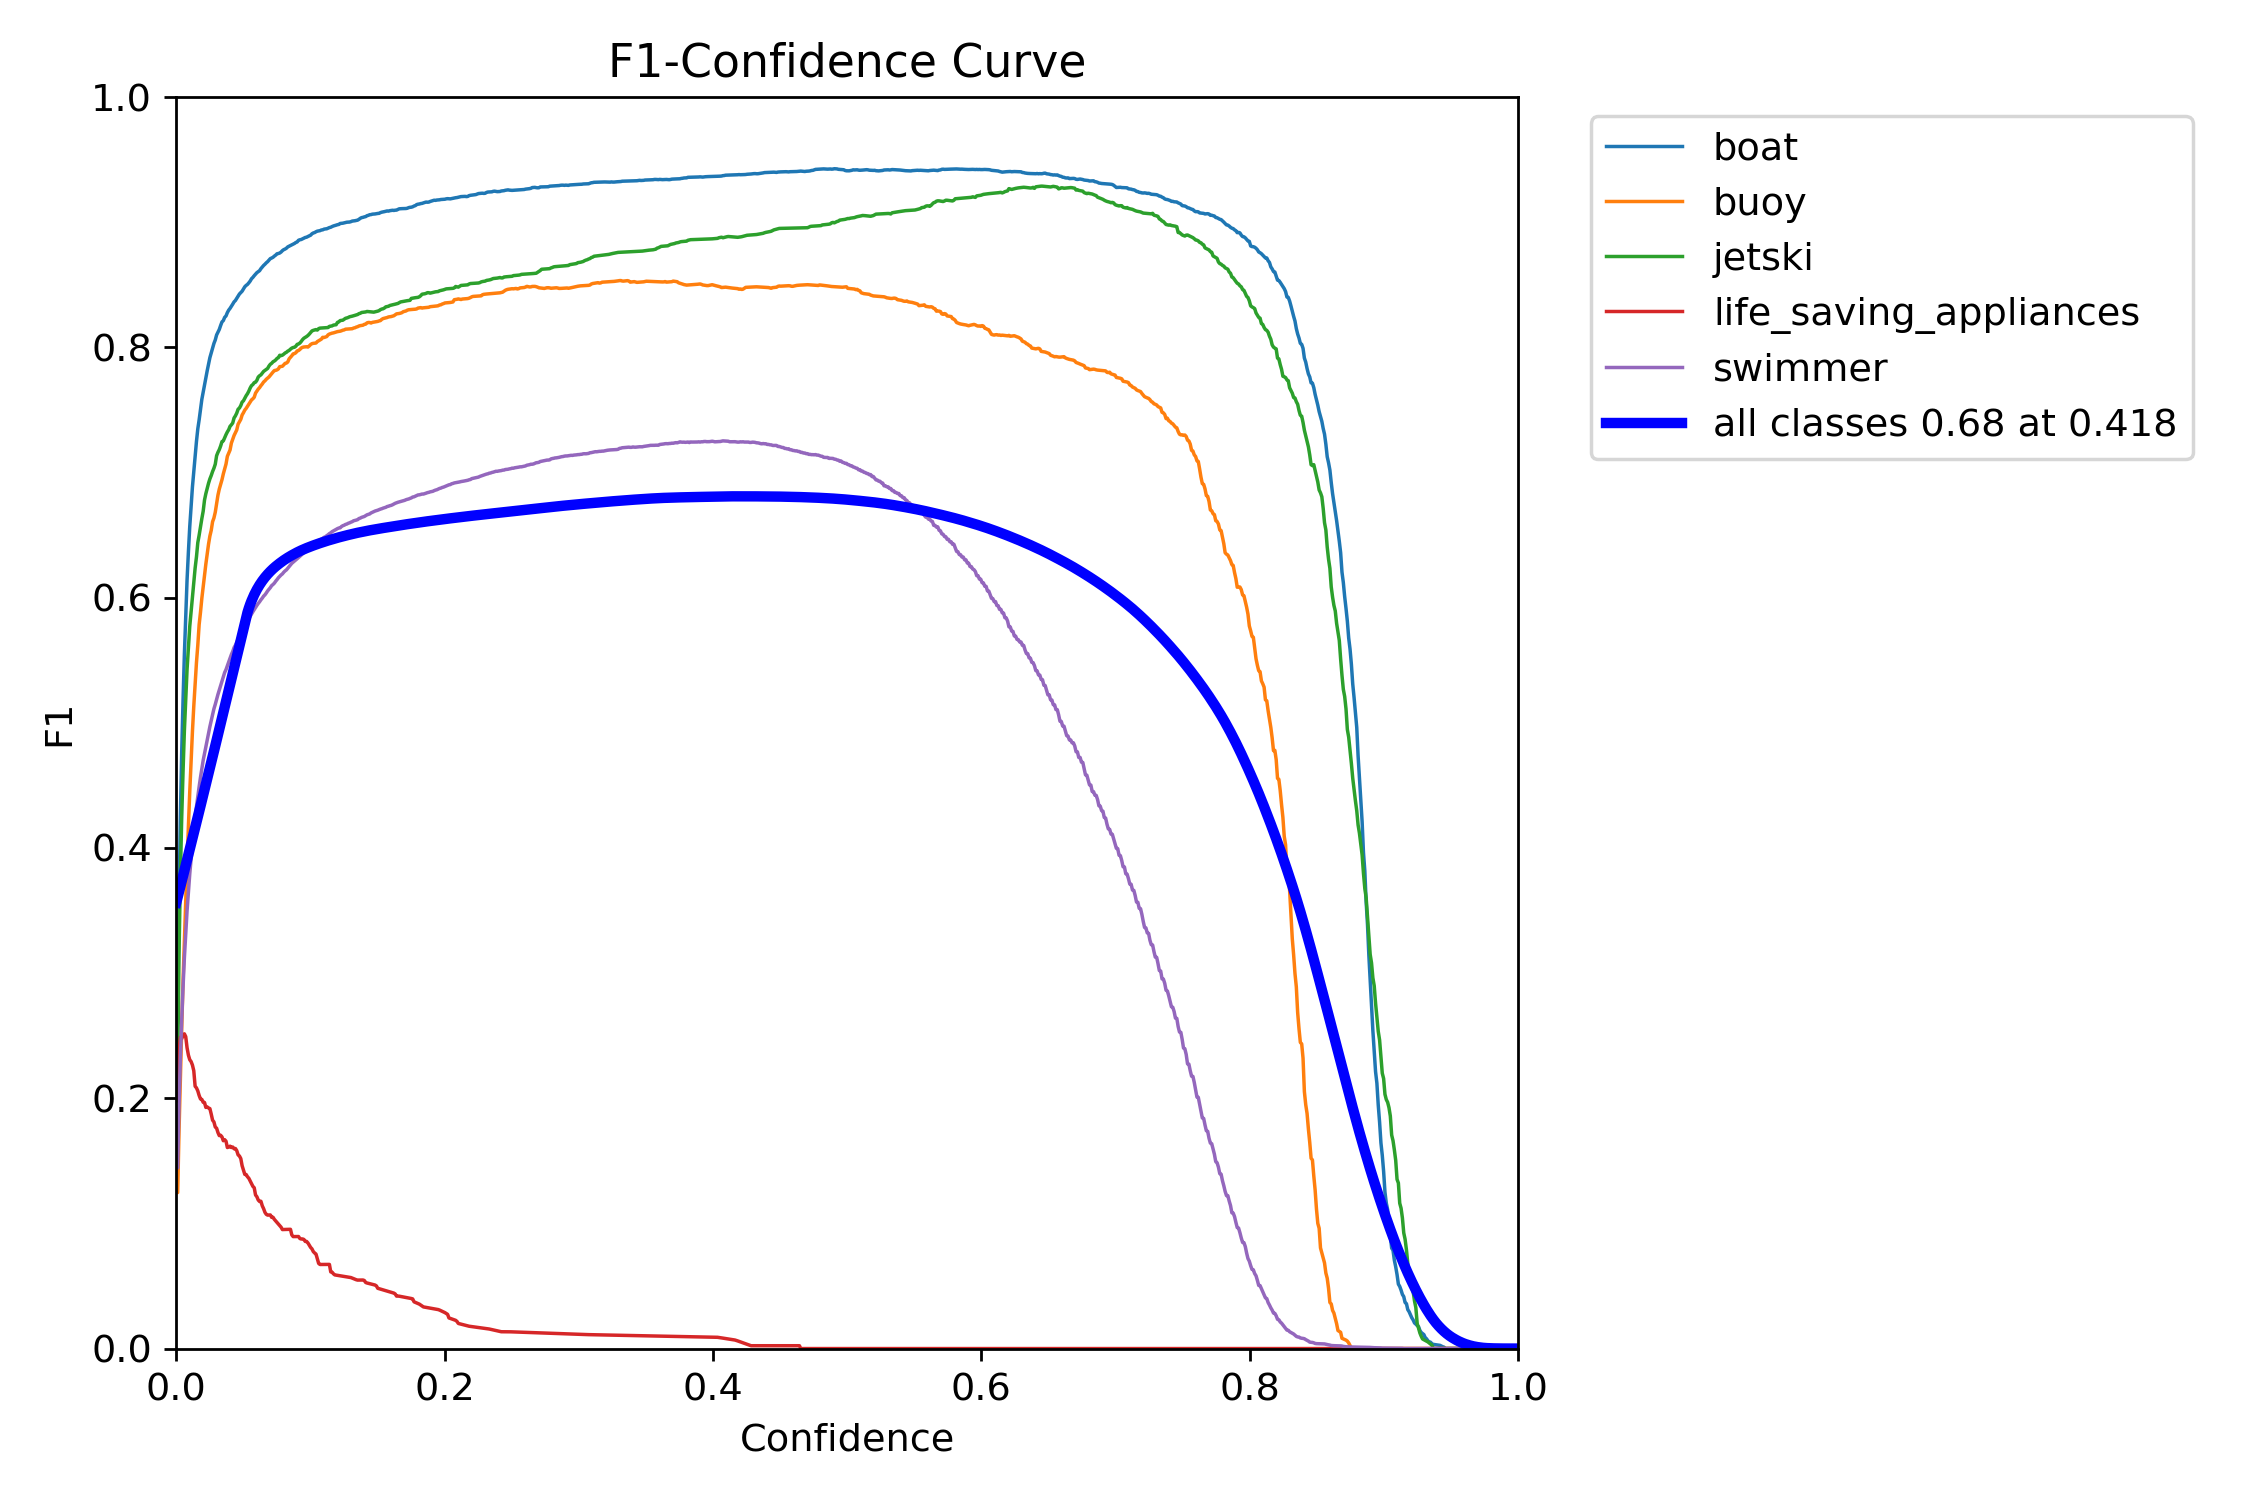 F1-Confidence Curve
1.0
0.8
0.6
0.4
0.2
0.0
F1
0.0 0.2 0.4 0.6 0.8 1.0
Confidence
boat
buoy
jetski
life_saving_appliances
swimmer
all classes 0.68 at 0.418